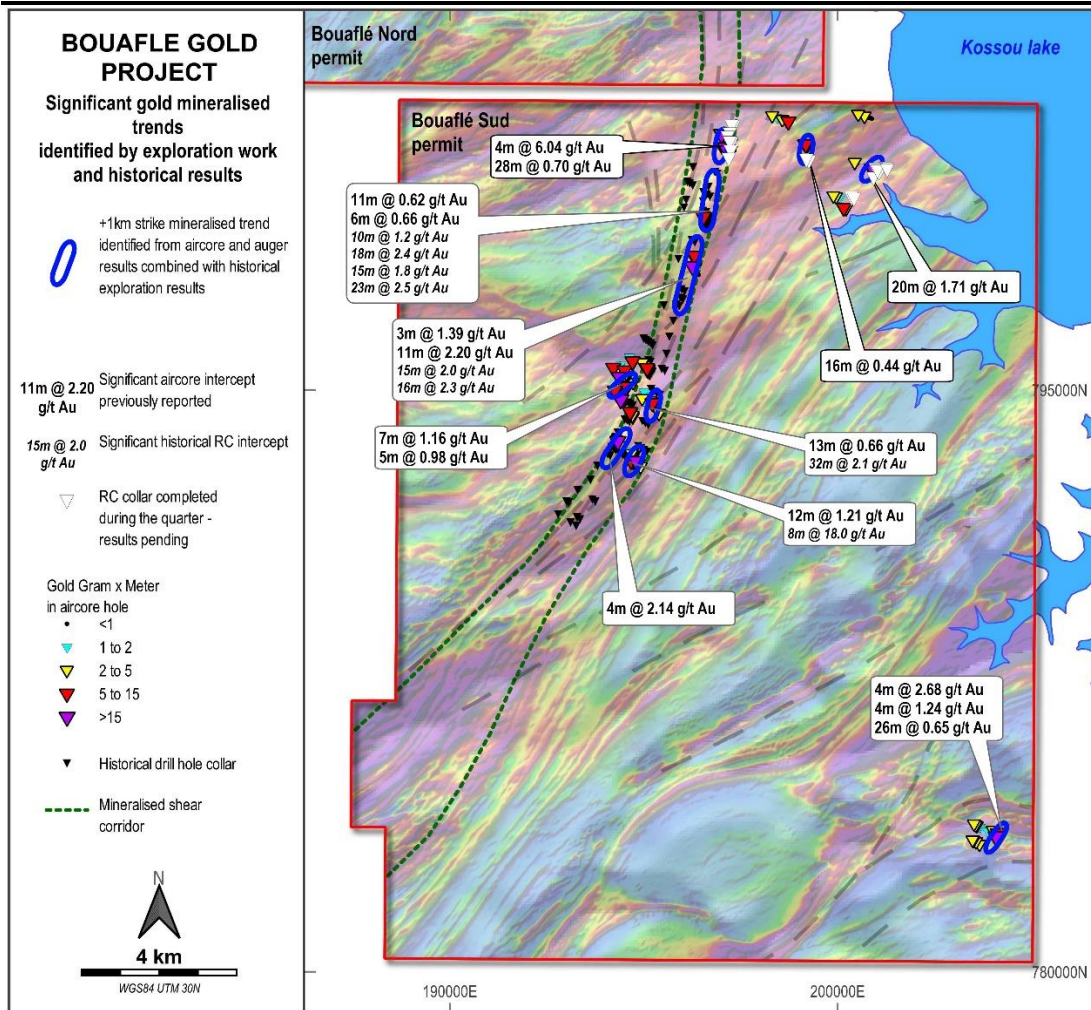 BOUAFLE GOLD
PROJECT
Significant gold mineralised
trends
identified by exploration work
and historical results
+1km strike mineralised trend
identified from aircore and auger
results combined with historical
exploration results
11m @ 2.20
g/t Au
Significant aircore intercept
previously reported
15m @ 2.0
g/t Au
Significant historical RC intercept
RC collar completed
during the quarter -
results pending
Gold Gram x Meter
in aircore hole
<1
1 to 2
2 to 5
5 to 15
>15
Historical drill hole collar
Mineralised shear
corridor
N
4 km
WGS84 UTM 30N
Bouaflé Nord
permit
Kossou lake
Bouaflé Sud
permit
4m @ 6.04 g/t Au
28m @ 0.70 g/t Au
11m @ 0.62 g/t Au
6m @ 0.66 g/t Au
10m @ 1.2 g/t Au
18m @ 2.4 g/t Au
15m @ 1.8 g/t Au
23m @ 2.5 g/t Au
20m @ 1.71 g/t Au
3m @ 1.39 g/t Au
11m @ 2.20 g/t Au
15m @ 2.0 g/t Au
16m @ 2.3 g/t Au
16m @ 0.44 g/t Au
795000N
7m @ 1.16 g/t Au
5m @ 0.98 g/t Au
13m @ 0.66 g/t Au
32m @ 2.1 g/t Au
12m @ 1.21 g/t Au
8m @ 18.0 g/t Au
4m @ 2.14 g/t Au
4m @ 2.68 g/t Au
4m @ 1.24 g/t Au
26m @ 0.65 g/t Au
780000N
190000E
200000E